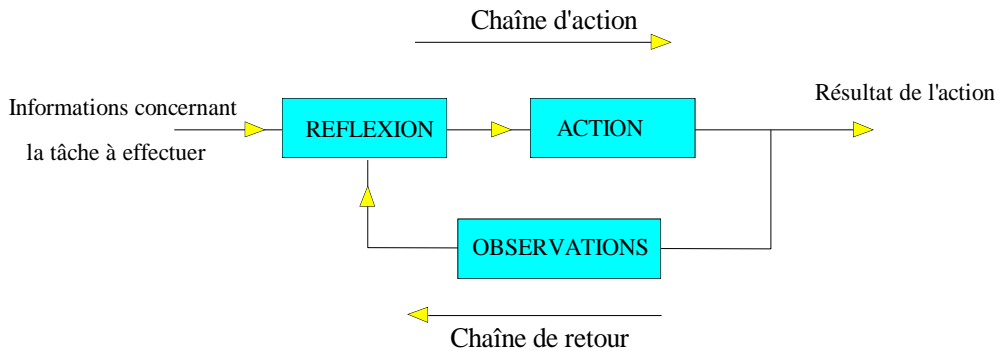 Chaîne d'action
Informations concernant
la tâche à effectuer
REFLEXION
ACTION
Résultat de l'action
OBSERVATIONS
Chaîne de retour